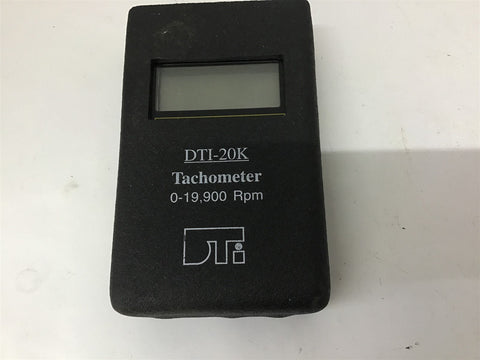 DTI-20K
Tachometer
0-19,900 Rpm
DTi